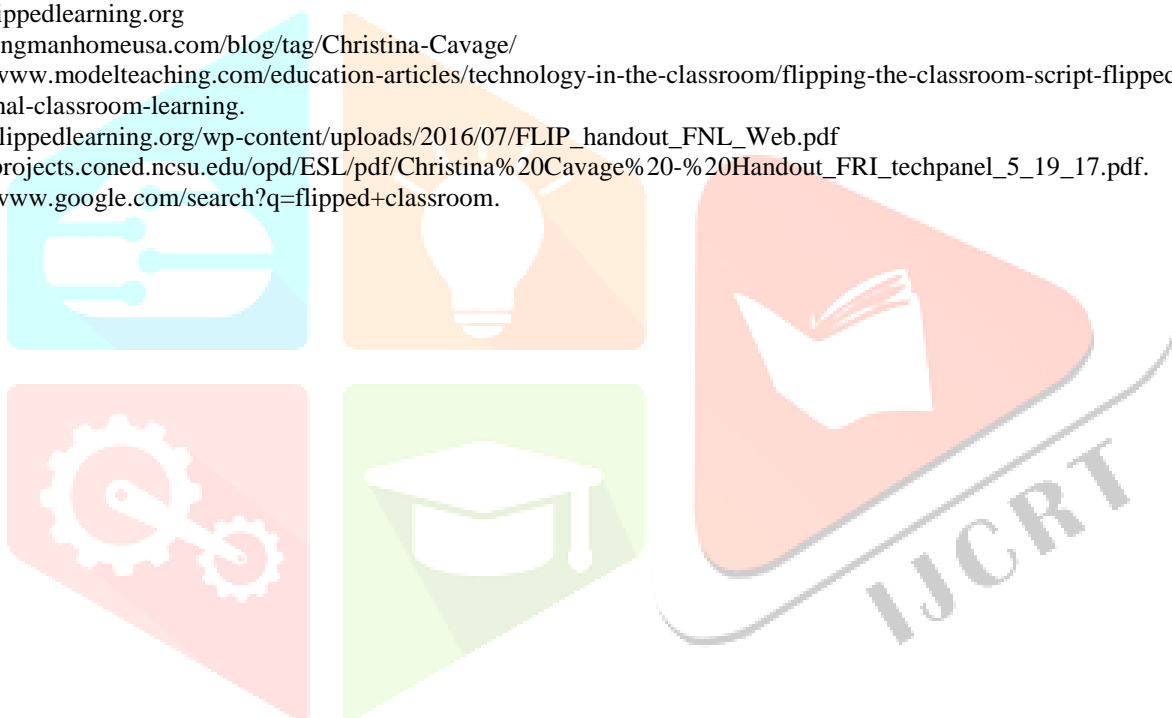 ippedlearning.org
ngmanhomeusa.com/blog/tag/Christina-Cavage/
www.modelteaching.com/education-articles/technology-in-the-classroom/flipping-the-classroom-script-flipped
nal-classroom-learning.
lippedlearning.org/wp-content/uploads/2016/07/FLIP_handout_FNL_Web.pdf
projects.coned.ncsu.edu/opd/ESL/pdf/Christina%20Cavage%20-%20Handout_FRI_techpanel_5_19_17.pdf.
www.google.com/search?q=flipped+classroom.
IJCRT